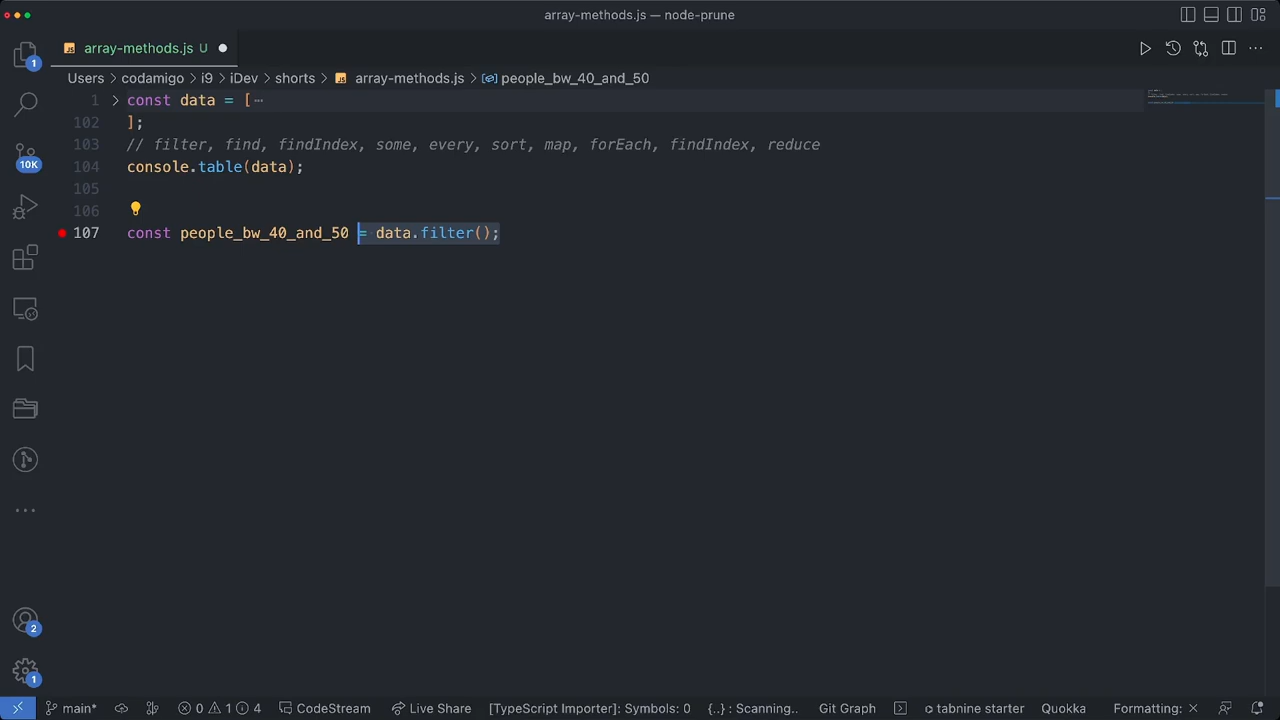 array-methods.js — node-prune
JS array-methods.js U
Users > codamigo > i9 > iDev > shorts > JS array-methods.js > people_bw_40_and_50
1 const data = [ ···
102 ];
103 // filter, find, findIndex, some, every, sort, map, forEach, findIndex, reduce
104 console.table(data);
105
106
107 const people_bw_40_and_50 = data.filter();
1
10K
2
1
main* 0 1 4 CodeStream Live Share [TypeScript Importer]: Symbols: 0 {..} : Scanning.. Git Graph tabnine starter Quokka Formatting: ×